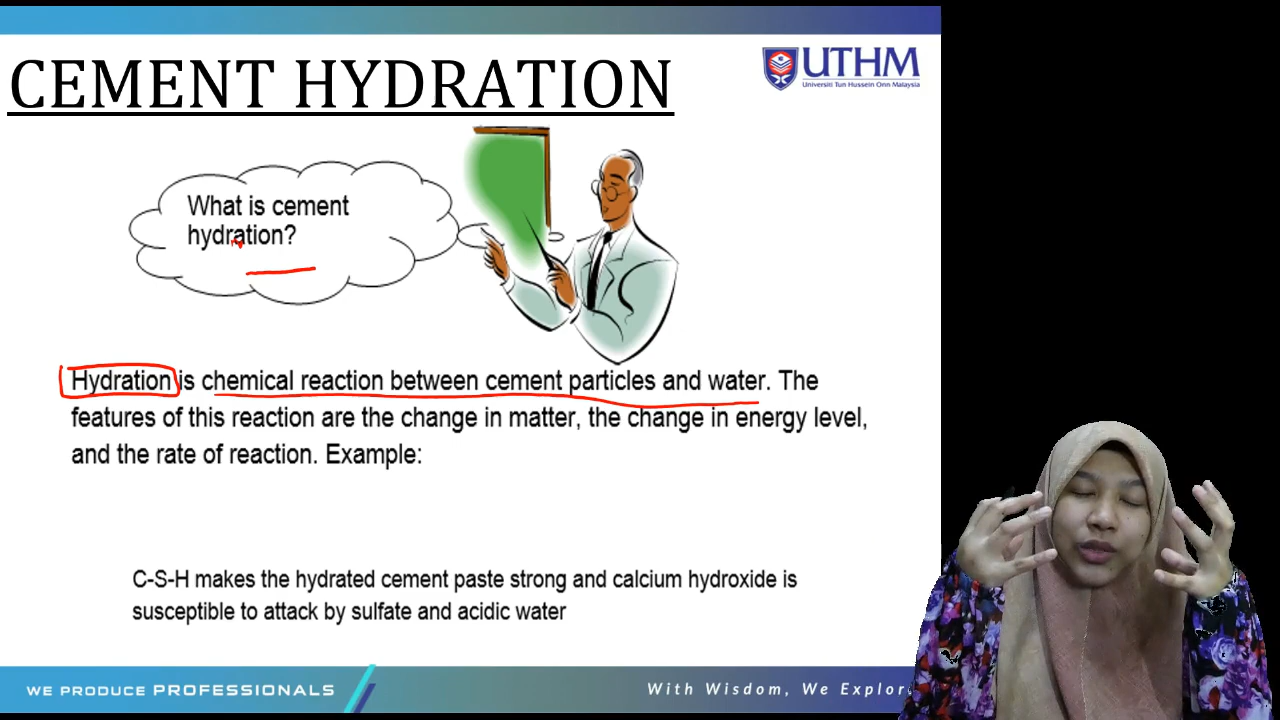 CEMENT HYDRATION
UTHM
Universiti Tun Hussein Onn Malaysia
What is cement
hydration?
Hydration is chemical reaction between cement particles and water. The
features of this reaction are the change in matter, the change in energy level,
and the rate of reaction. Example:
C-S-H makes the hydrated cement paste strong and calcium hydroxide is
susceptible to attack by sulfate and acidic water
WE PRODUCE PROFESSIONALS
With Wisdom, We Explor